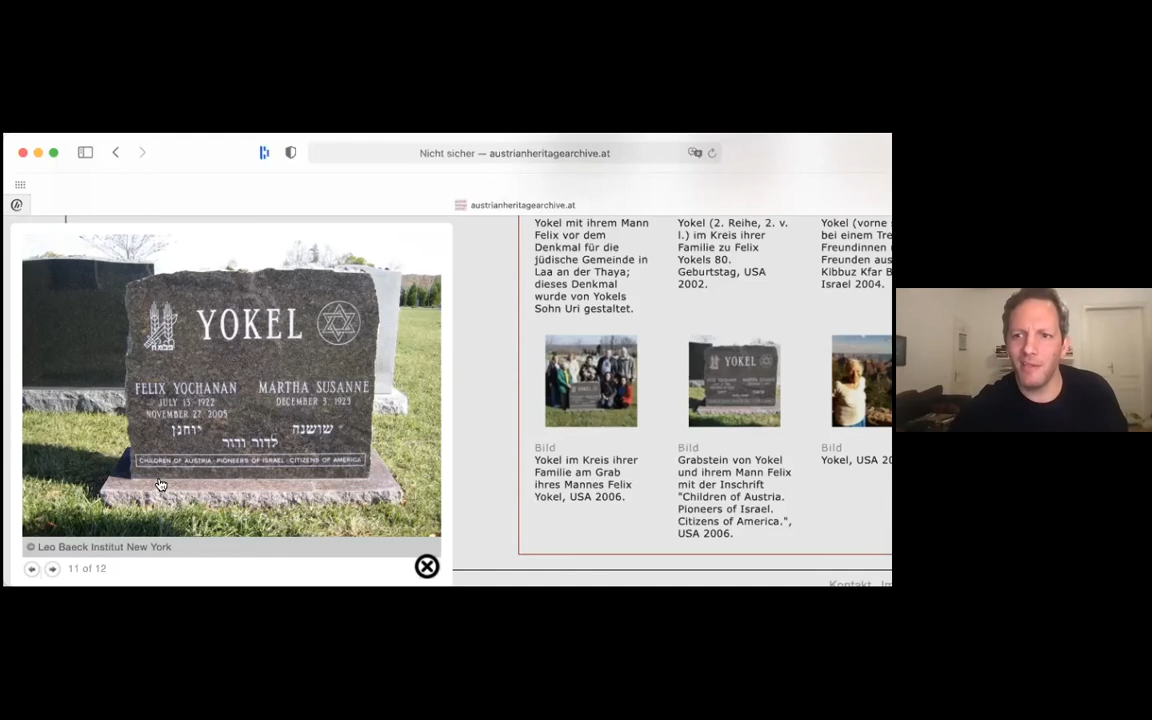 Nicht sicher — austrianheritagearchive.at
austrianheritagearchive.at
YOKEL
FELIX YOCHANAN
JULY 13, 1922
NOVEMBER 27, 2005
יוחנן
MARTHA SUSANNE
DECEMBER 3, 1923
שושנה
לדור ודור
CHILDREN OF AUSTRIA · PIONEERS OF ISRAEL · CITIZENS OF AMERICA
© Leo Baeck Institut New York
11 of 12
Yokel mit ihrem Mann
Felix vor dem
Denkmal für die
jüdische Gemeinde in
Laa an der Thaya;
dieses Denkmal
wurde von Yokels
Sohn Uri gestaltet.
Yokel (2. Reihe, 2. v.
l.) im Kreis ihrer
Familie zu Felix
Yokels 80.
Geburtstag, USA
2002.
Yokel (vorne
bei einem Tre
Freundinnen
Freunden aus
Kibbuz Kfar B
Israel 2004.
Bild
Yokel im Kreis ihrer
Familie am Grab
ihres Mannes Felix
Yokel, USA 2006.
YOKEL
Bild
Grabstein von Yokel
und ihrem Mann Felix
mit der Inschrift
"Children of Austria.
Pioneers of Israel.
Citizens of America.",
USA 2006.
Bild
Yokel, USA 20
Kontakt